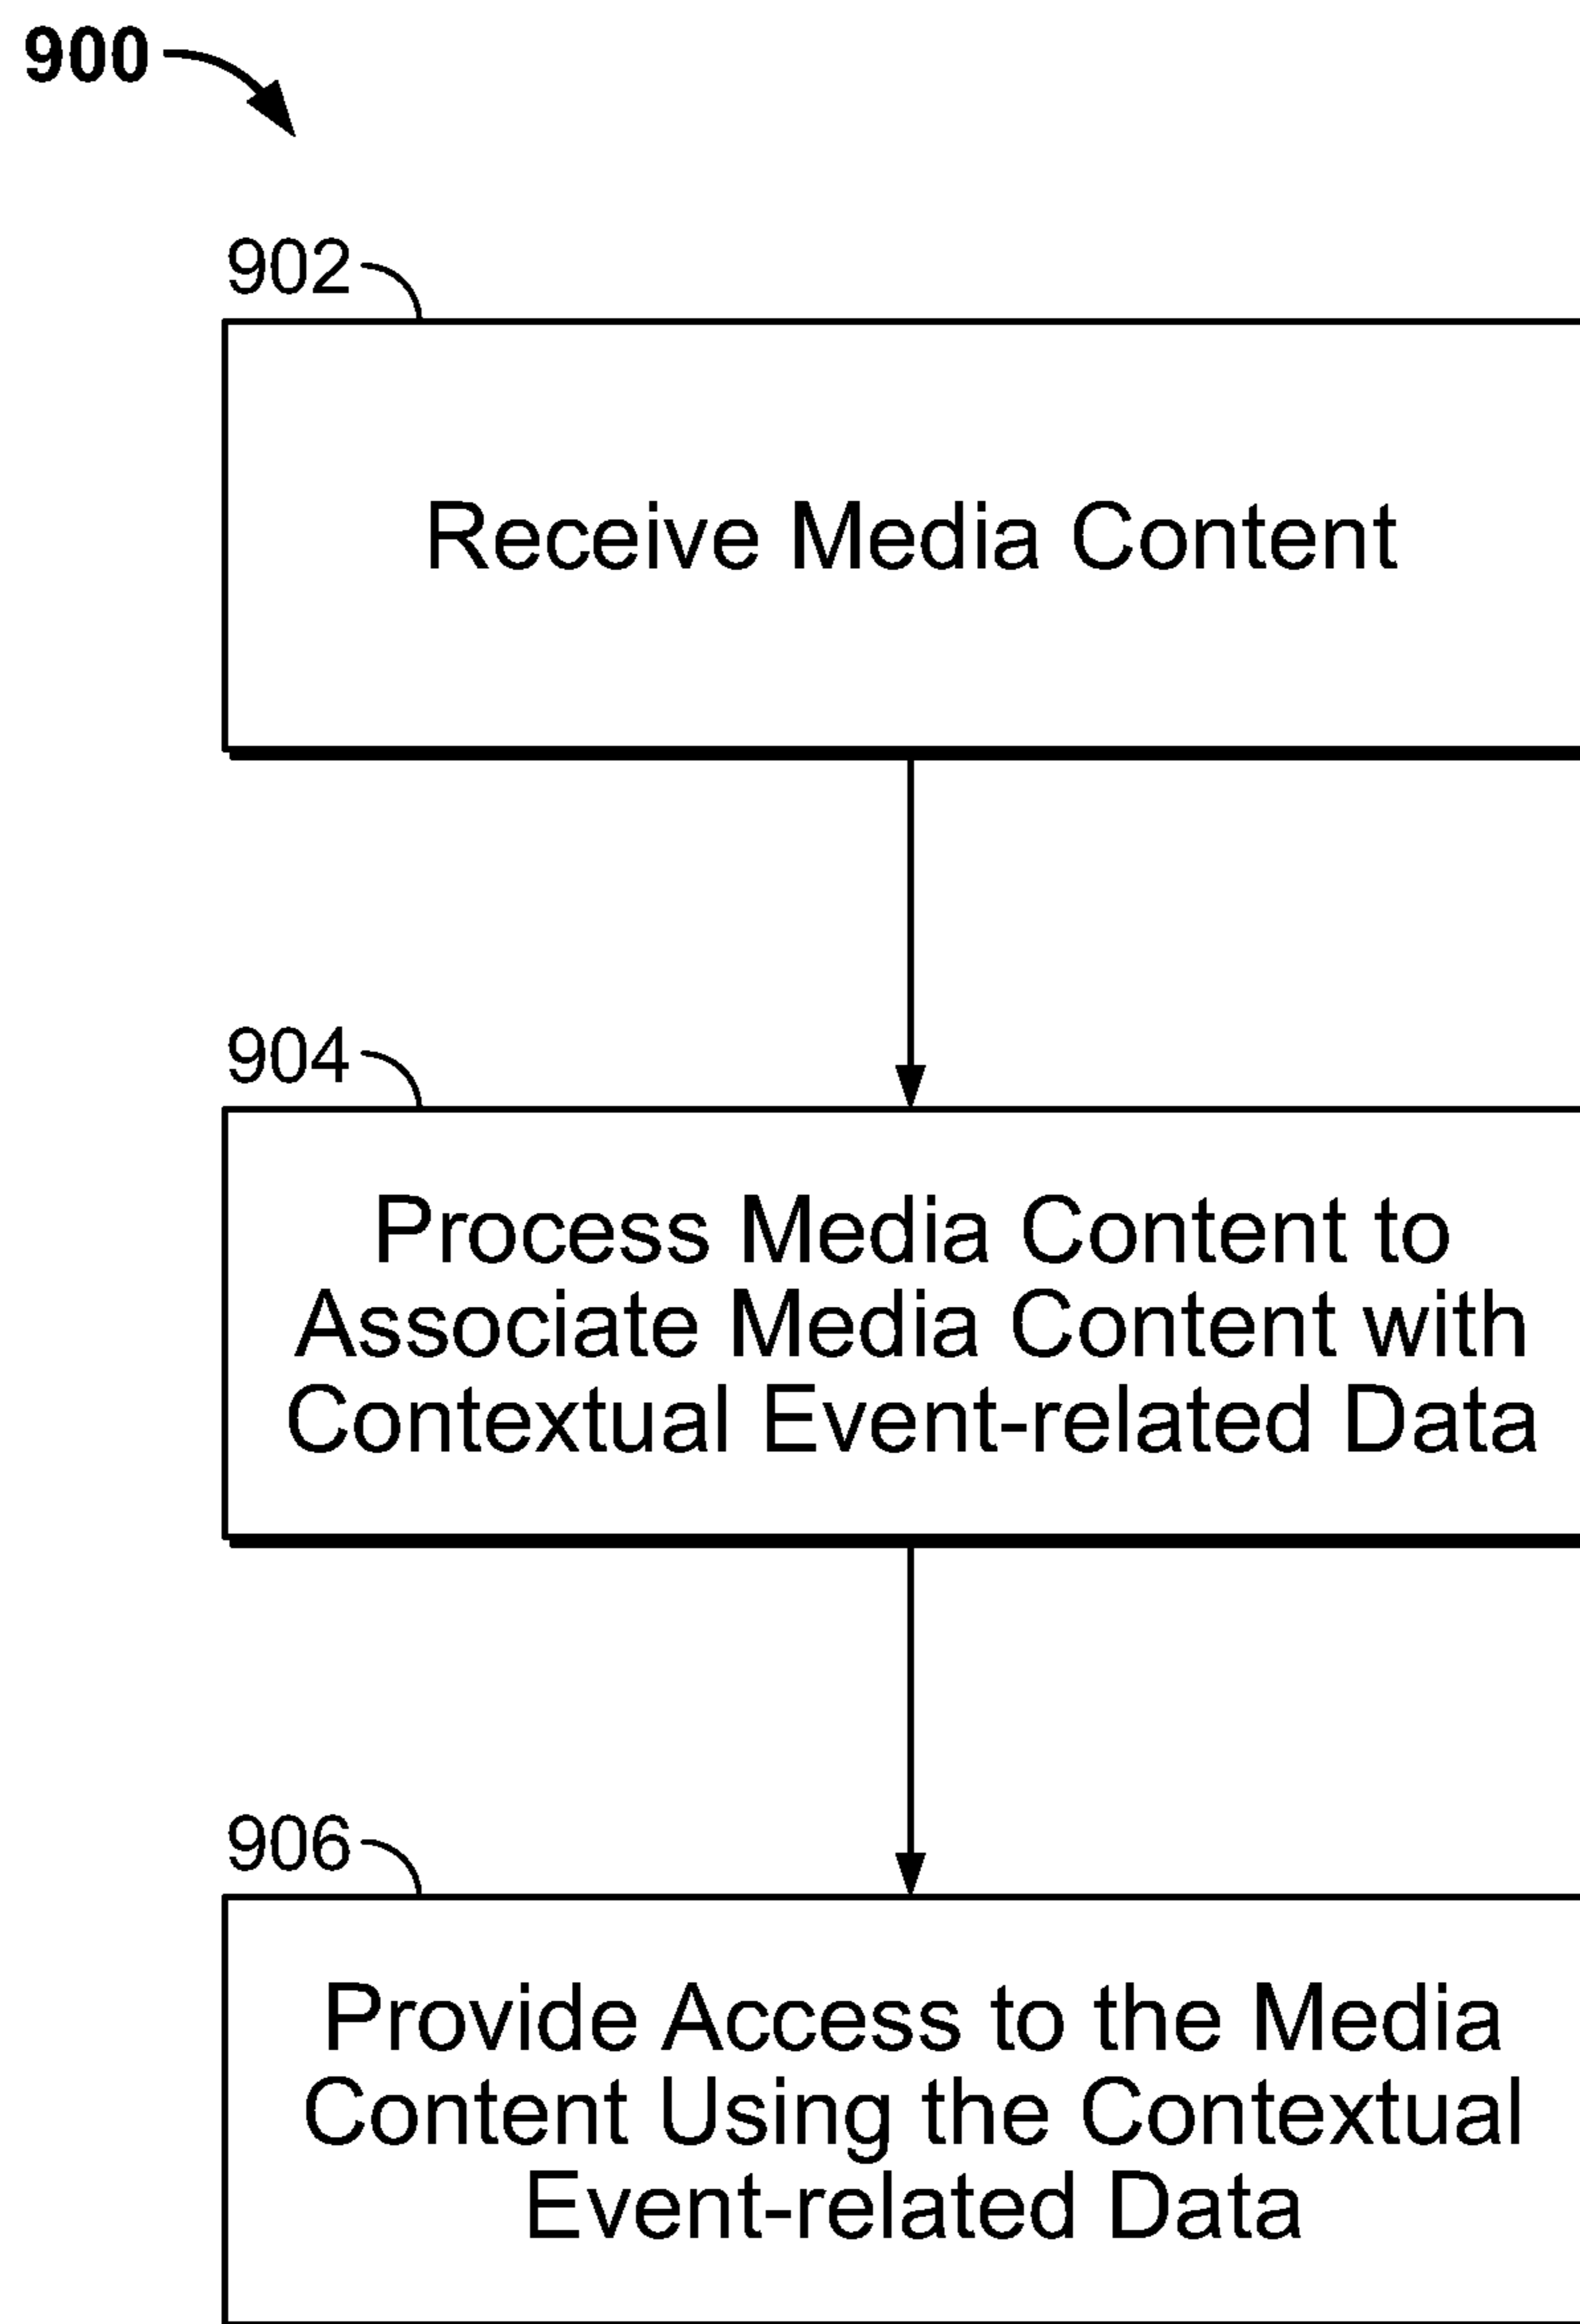 900
902
Receive Media Content
904
Process Media Content to
Associate Media Content with
Contextual Event-related Data
906
Provide Access to the Media
Content Using the Contextual
Event-related Data